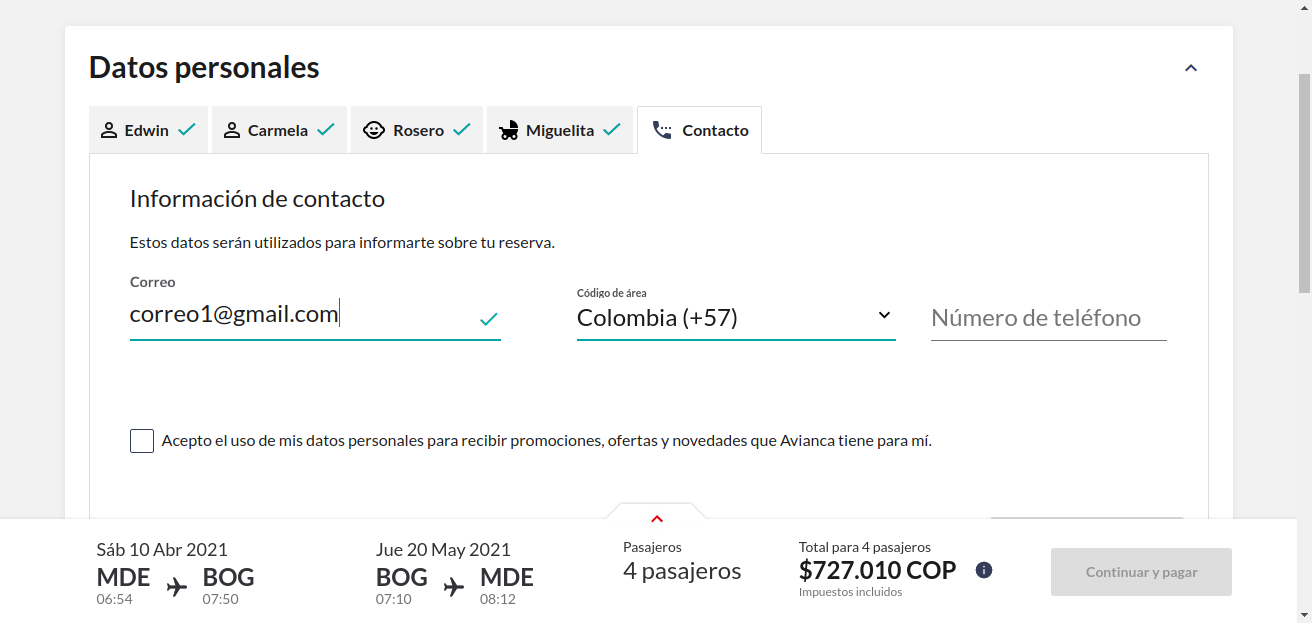 Datos personales
Edwin Carmela Rosero Miguelita Contacto
Información de contacto
Estos datos serán utilizados para informarte sobre tu reserva.
Correo
correo1@gmail.com
Código de área
Colombia (+57)
Número de teléfono
Acepto el uso de mis datos personales para recibir promociones, ofertas y novedades que Avianca tiene para mí.
Sáb 10 Abr 2021
MDE BOG
06:54 07:50
Jue 20 May 2021
BOG MDE
07:10 08:12
Pasajeros
4 pasajeros
Total para 4 pasajeros
$727.010 COP
Impuestos incluidos
Continuar y pagar